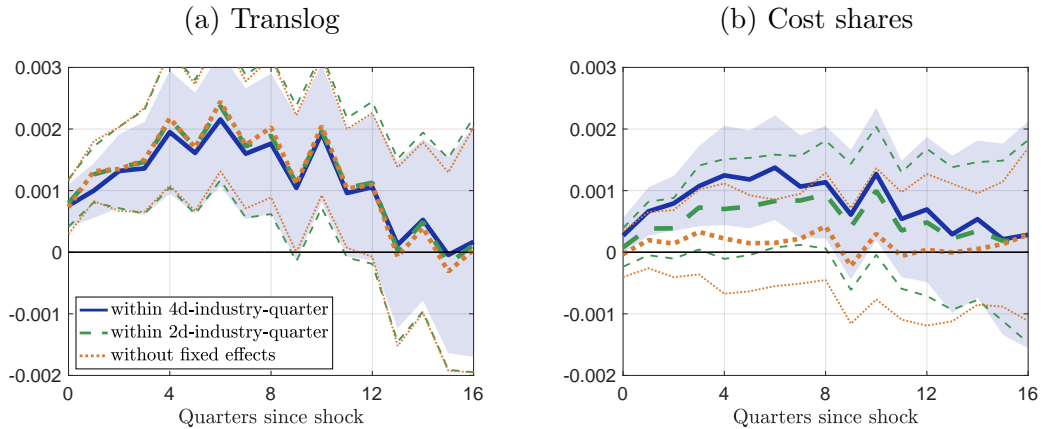 (a) Translog
(b) Cost shares
0.003
0.002
0.001
0
-0.001
-0.002
within 4d-industry-quarter
within 2d-industry-quarter
without fixed effects
0 4 8 12 16
Quarters since shock
0.003
0.002
0.001
0
-0.001
-0.002
0 4 8 12 16
Quarters since shock